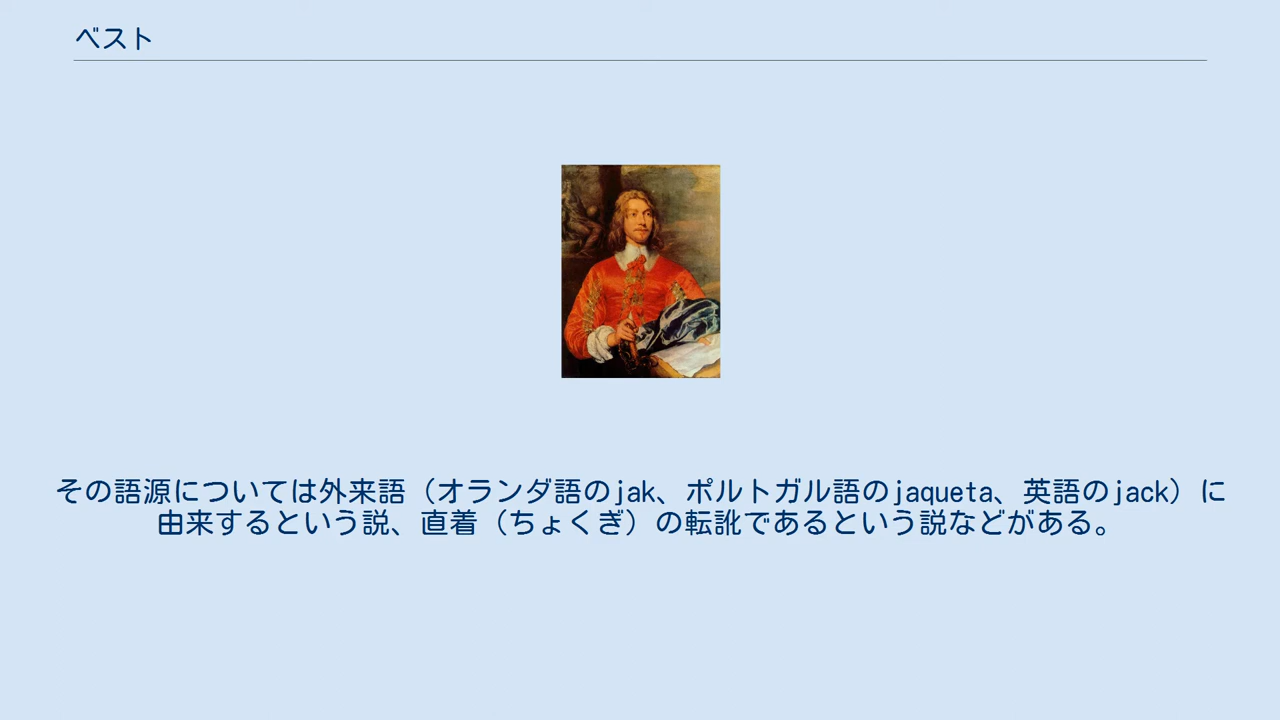 ベスト
その語源については外来語（オランダ語のjak、ポルトガル語のjaqueta、英語のjack）に
由来するという説、直着（ちょくぎ）の転訛であるという説などがある。